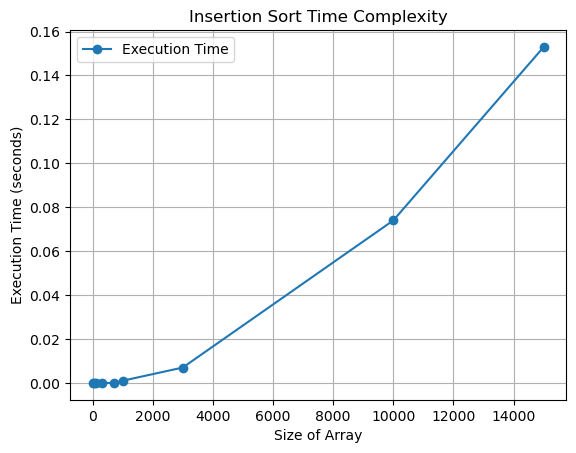 Insertion Sort Time Complexity
Execution Time
0.16
0.14
0.12
0.10
0.08
0.06
0.04
0.02
0.00
Execution Time (seconds)
0 2000 4000 6000 8000 10000 12000 14000
Size of Array